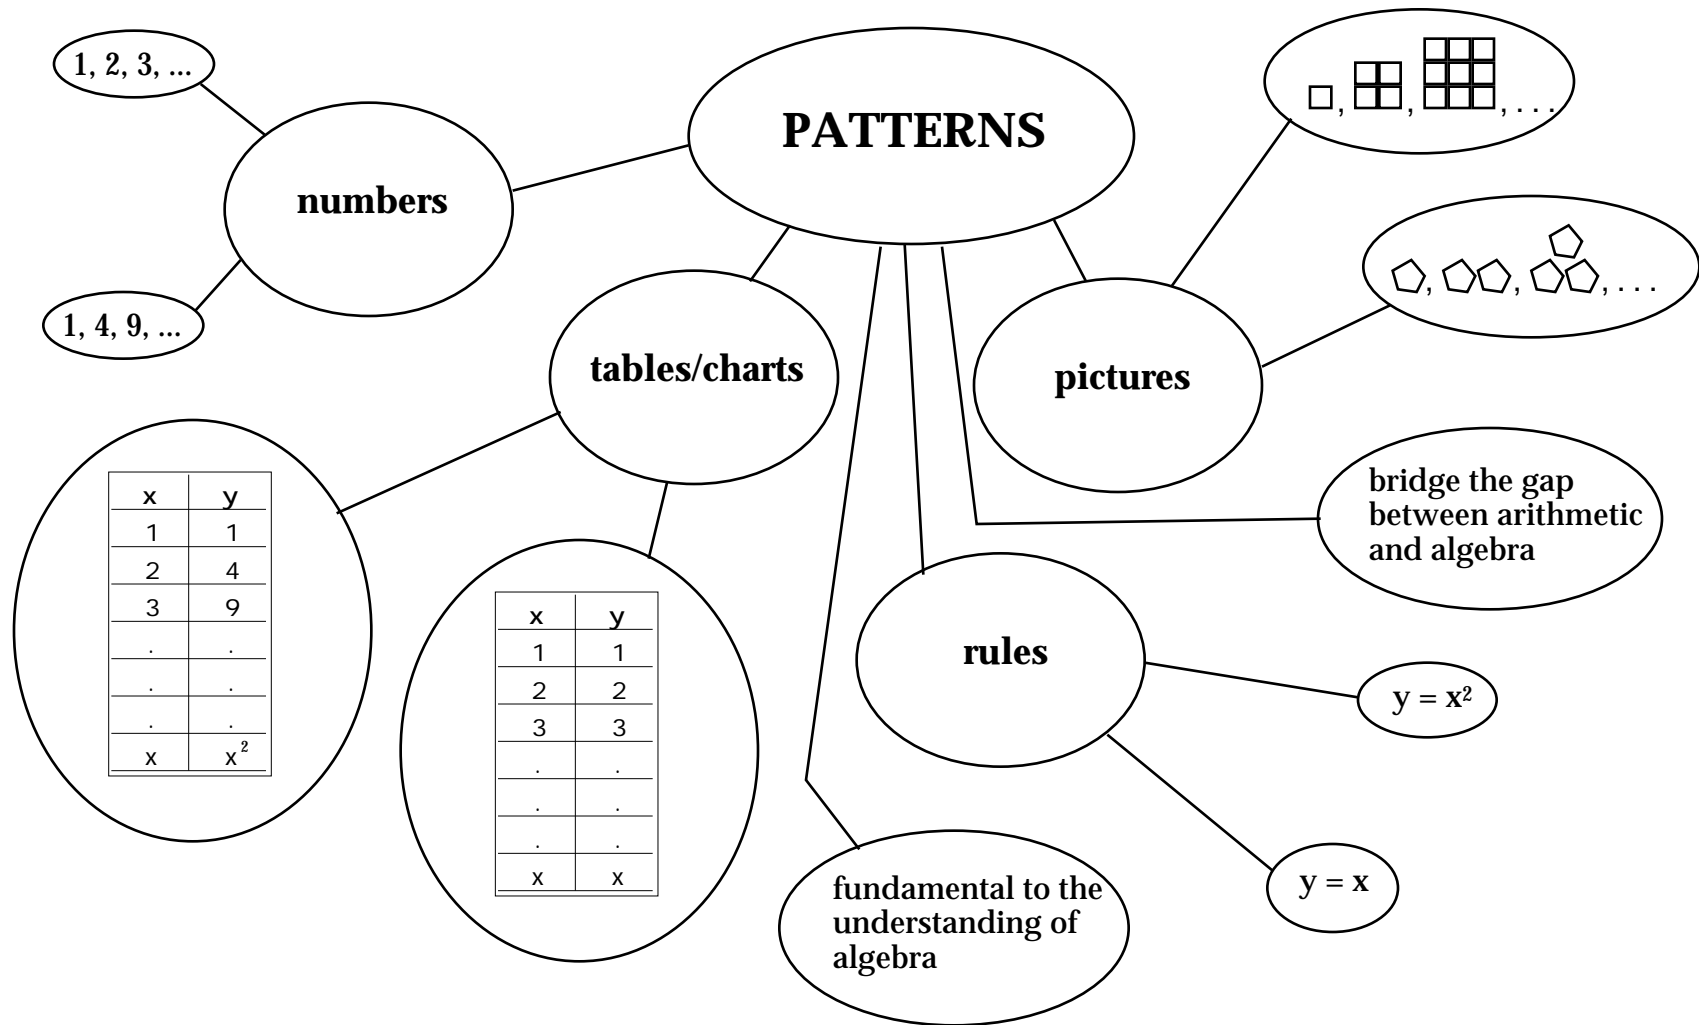 PATTERNS
numbers
1, 2, 3, ...
1, 4, 9, ...
tables/charts
x y
1 1
2 4
3 9
. .
. .
. .
x x²
x y
1 1
2 2
3 3
. .
. .
. .
x x
pictures
, , , . . .
, , , . . .
bridge the gap
between arithmetic
and algebra
rules
y = x²
y = x
fundamental to the
understanding of
algebra